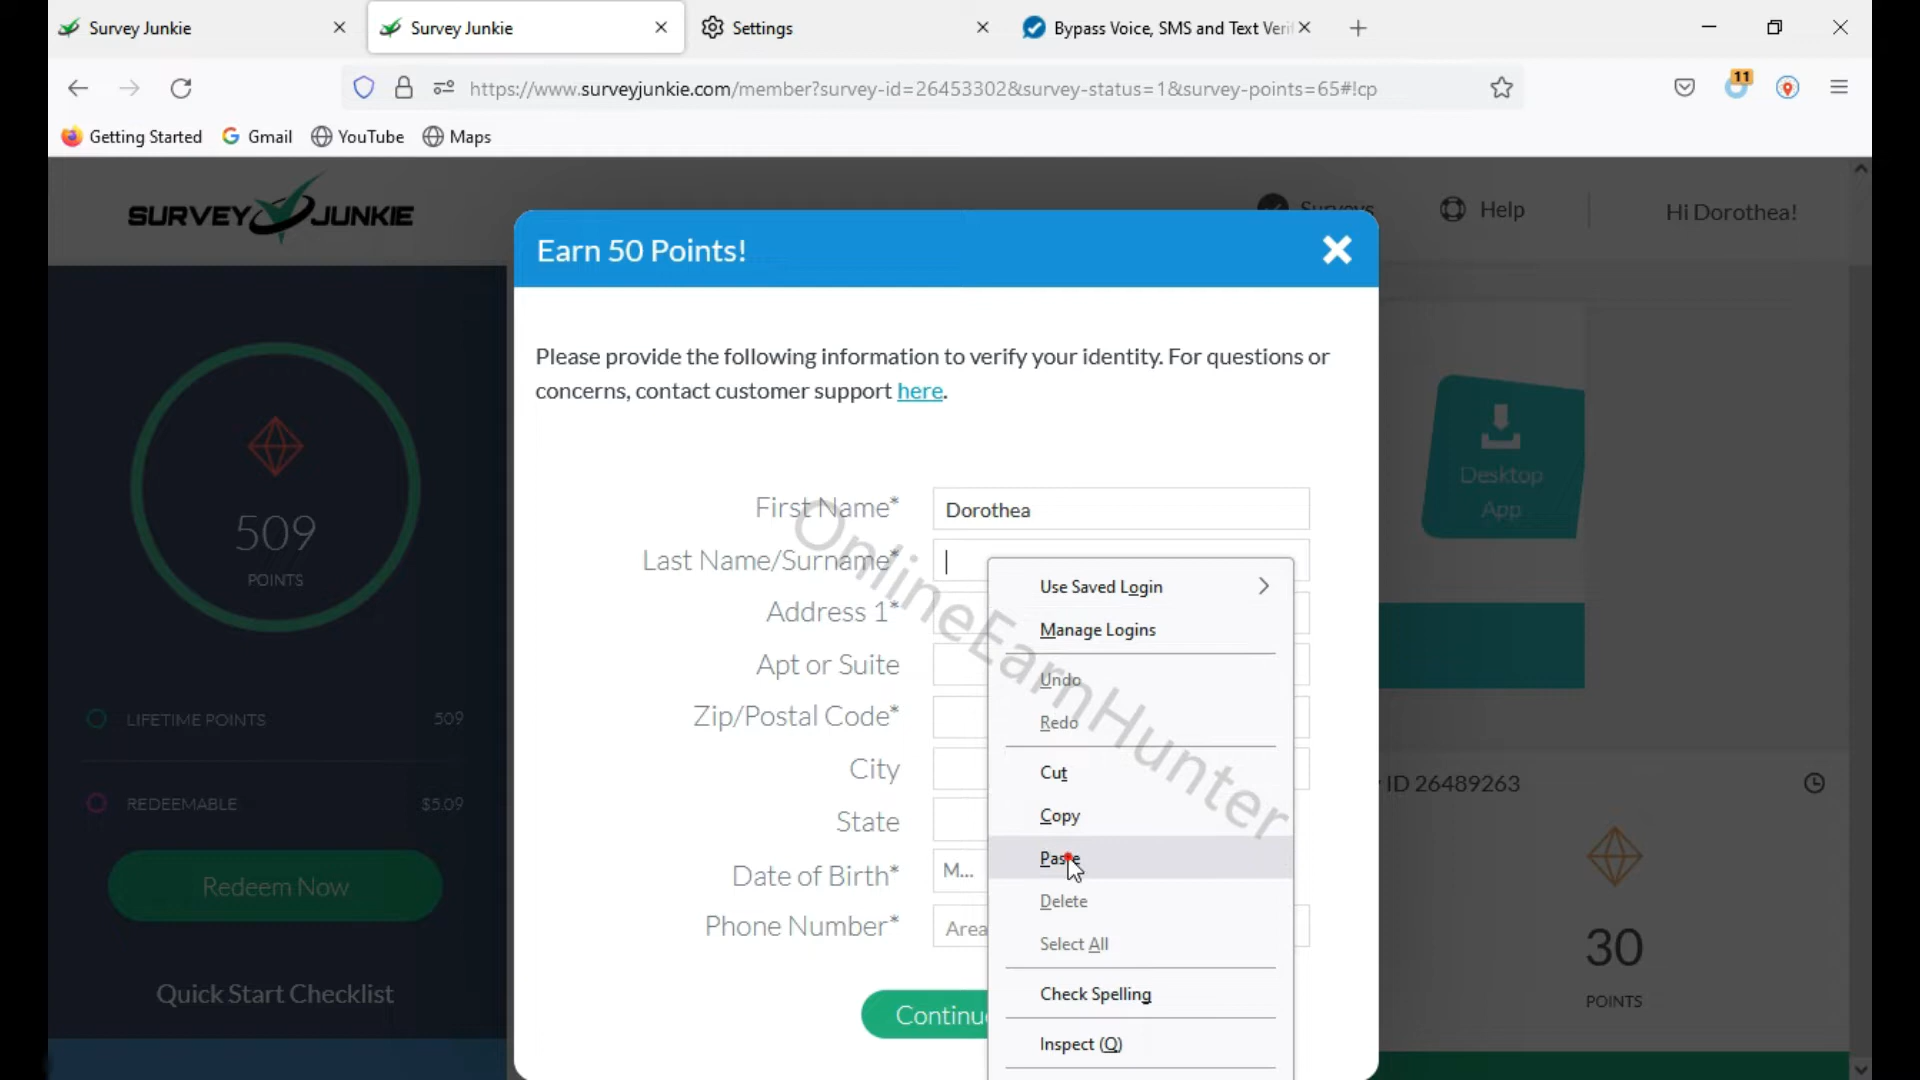 Survey Junkie
Survey Junkie
Settings
Bypass Voice, SMS and Text Veri
https://www.surveyjunkie.com/member?survey-id=26453302&survey-status=1&survey-points=65#!cp
11
Getting Started
Gmail
YouTube
Maps
SURVEY JUNKIE
Surveys
Help
Hi Dorothea!
Earn 50 Points!
Please provide the following information to verify your identity. For questions or
concerns, contact customer support here.
First Name*
Dorothea
Last Name/Surname*
Address 1*
Apt or Suite
Zip/Postal Code*
City
State
Date of Birth*
M...
Phone Number*
Area
Continue
Use Saved Login
Manage Logins
Undo
Redo
Cut
Copy
Paste
Delete
Select All
Check Spelling
Inspect (Q)
OnlineEarnHunter
509
POINTS
LIFETIME POINTS 509
REDEEMABLE $5.09
Redeem Now
Quick Start Checklist
Desktop
App
ID 26489263
30
POINTS